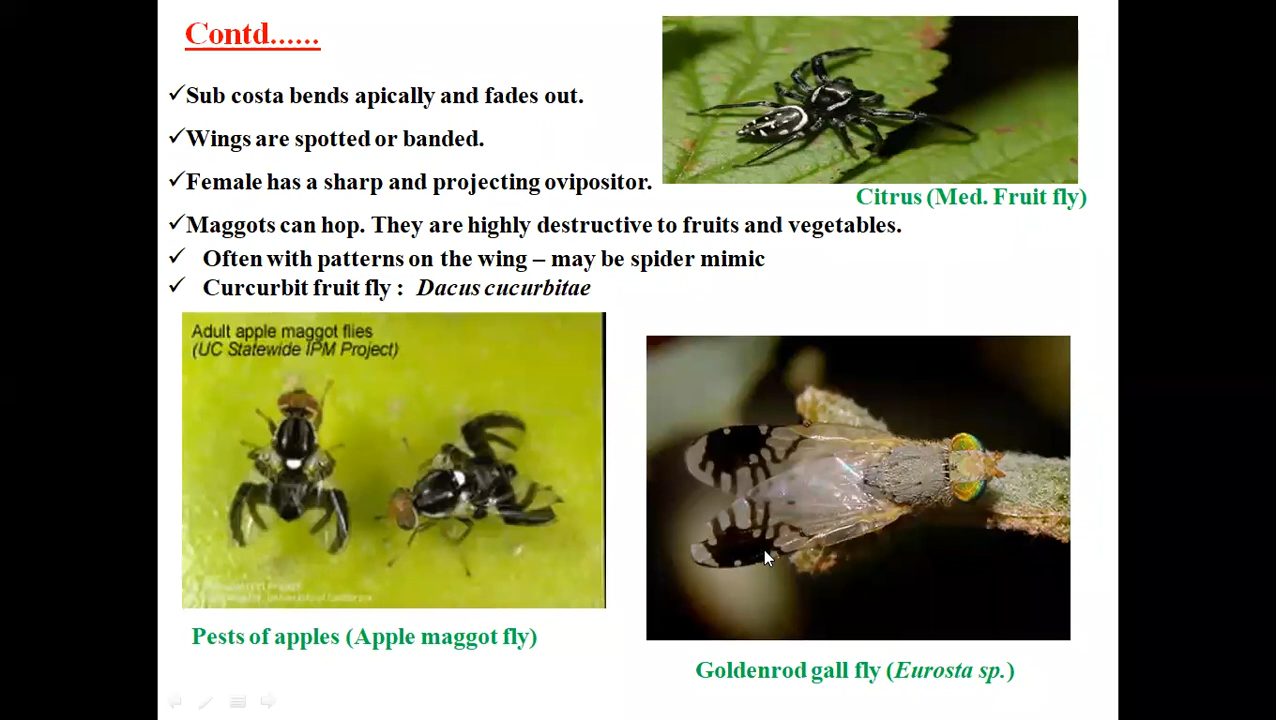 Contd......
✓Sub costa bends apically and fades out.
✓Wings are spotted or banded.
✓Female has a sharp and projecting ovipositor.
Citrus (Med. Fruit fly)
✓Maggots can hop. They are highly destructive to fruits and vegetables.
✓ Often with patterns on the wing – may be spider mimic
✓ Curcurbit fruit fly : Dacus cucurbitae
Adult apple maggot flies
(UC Statewide IPM Project)
Pests of apples (Apple maggot fly)
Goldenrod gall fly (Eurosta sp.)